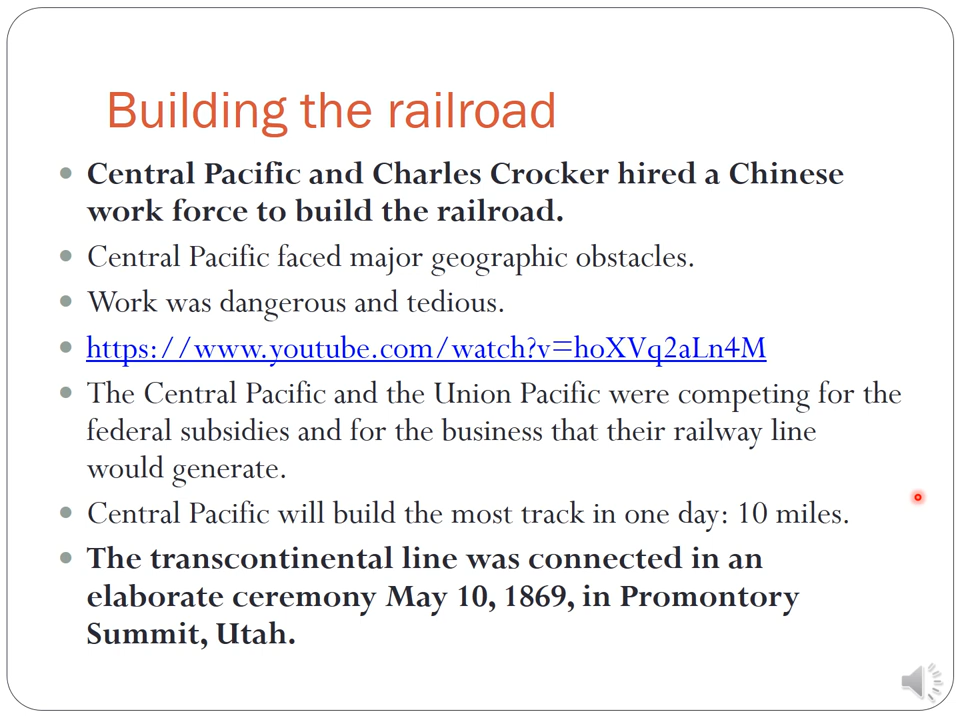 Building the railroad
• Central Pacific and Charles Crocker hired a Chinese
work force to build the railroad.
• Central Pacific faced major geographic obstacles.
• Work was dangerous and tedious.
• https://www.youtube.com/watch?v=hoXVq2aLn4M
• The Central Pacific and the Union Pacific were competing for the
federal subsidies and for the business that their railway line
would generate.
• Central Pacific will build the most track in one day: 10 miles.
• The transcontinental line was connected in an
elaborate ceremony May 10, 1869, in Promontory
Summit, Utah.